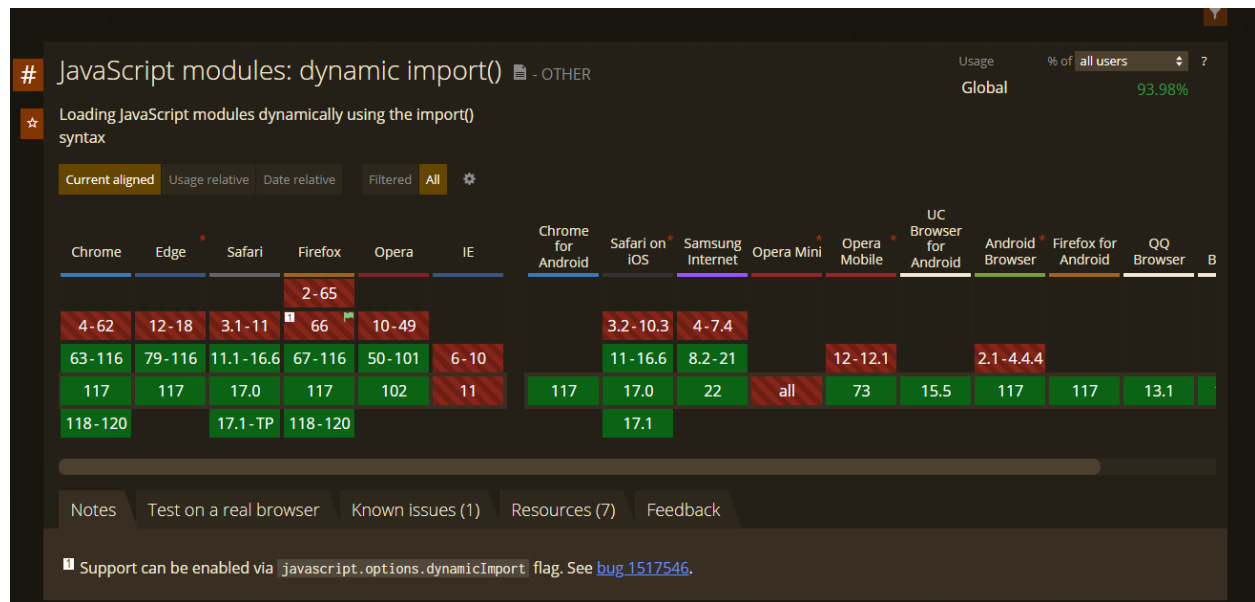 # JavaScript modules: dynamic import() - OTHER
Usage % of all users ?
Global 93.98%
Loading JavaScript modules dynamically using the import()
syntax
Current aligned Usage relative Date relative Filtered All
Chrome Edge * Safari Firefox Opera IE Chrome for Android Safari on iOS * Samsung Internet Opera Mini * Opera Mobile * UC Browser for Android Android Browser * Firefox for Android QQ Browser B
2-65
4-62 12-18 3.1-11 1 66 10-49 3.2-10.3 4-7.4
63-116 79-116 11.1-16.6 67-116 50-101 6-10 11-16.6 8.2-21 12-12.1 2.1-4.4.4
117 117 17.0 117 102 11 117 17.0 22 all 73 15.5 117 117 13.1
118-120 17.1-TP 118-120 17.1
Notes Test on a real browser Known issues (1) Resources (7) Feedback
1 Support can be enabled via javascript.options.dynamicImport flag. See bug 1517546.